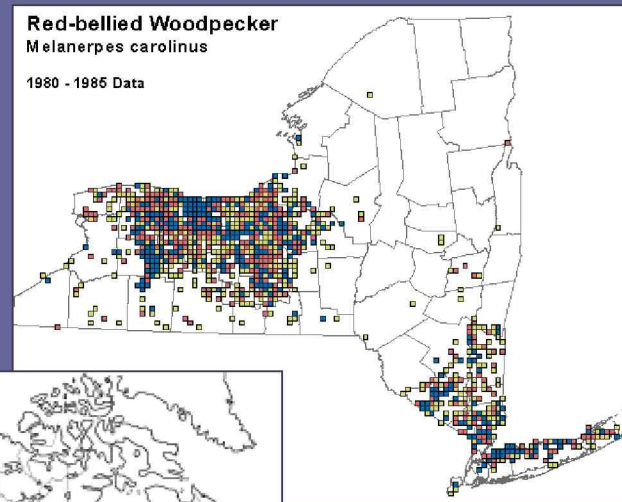 Red-bellied Woodpecker
Melanerpes carolinus
1980 - 1985 Data